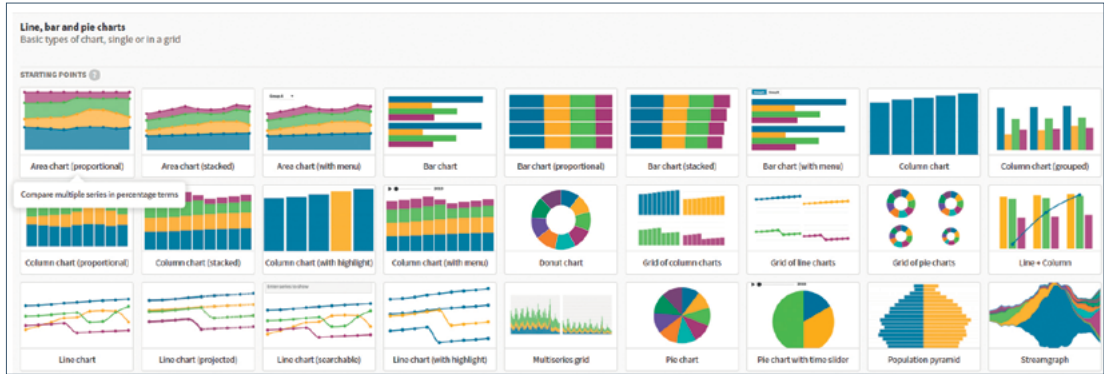 Line, bar and pie charts
Basic types of chart, single or in a grid
STARTING POINTS ?
Area chart (proportional) Area chart (stacked) Area chart (with menu) Bar chart Bar chart (proportional) Bar chart (stacked) Bar chart (with menu) Column chart Column chart (grouped)
Compare multiple series in percentage terms
Column chart (proportional) Column chart (stacked) Column chart (with highlight) Column chart (with menu) Donut chart Grid of column charts Grid of line charts Grid of pie charts Line + Column
Line chart Line chart (projected) Line chart (searchable) Line chart (with highlight) Multiseries grid Pie chart Pie chart with time slider Population pyramid Streamgraph